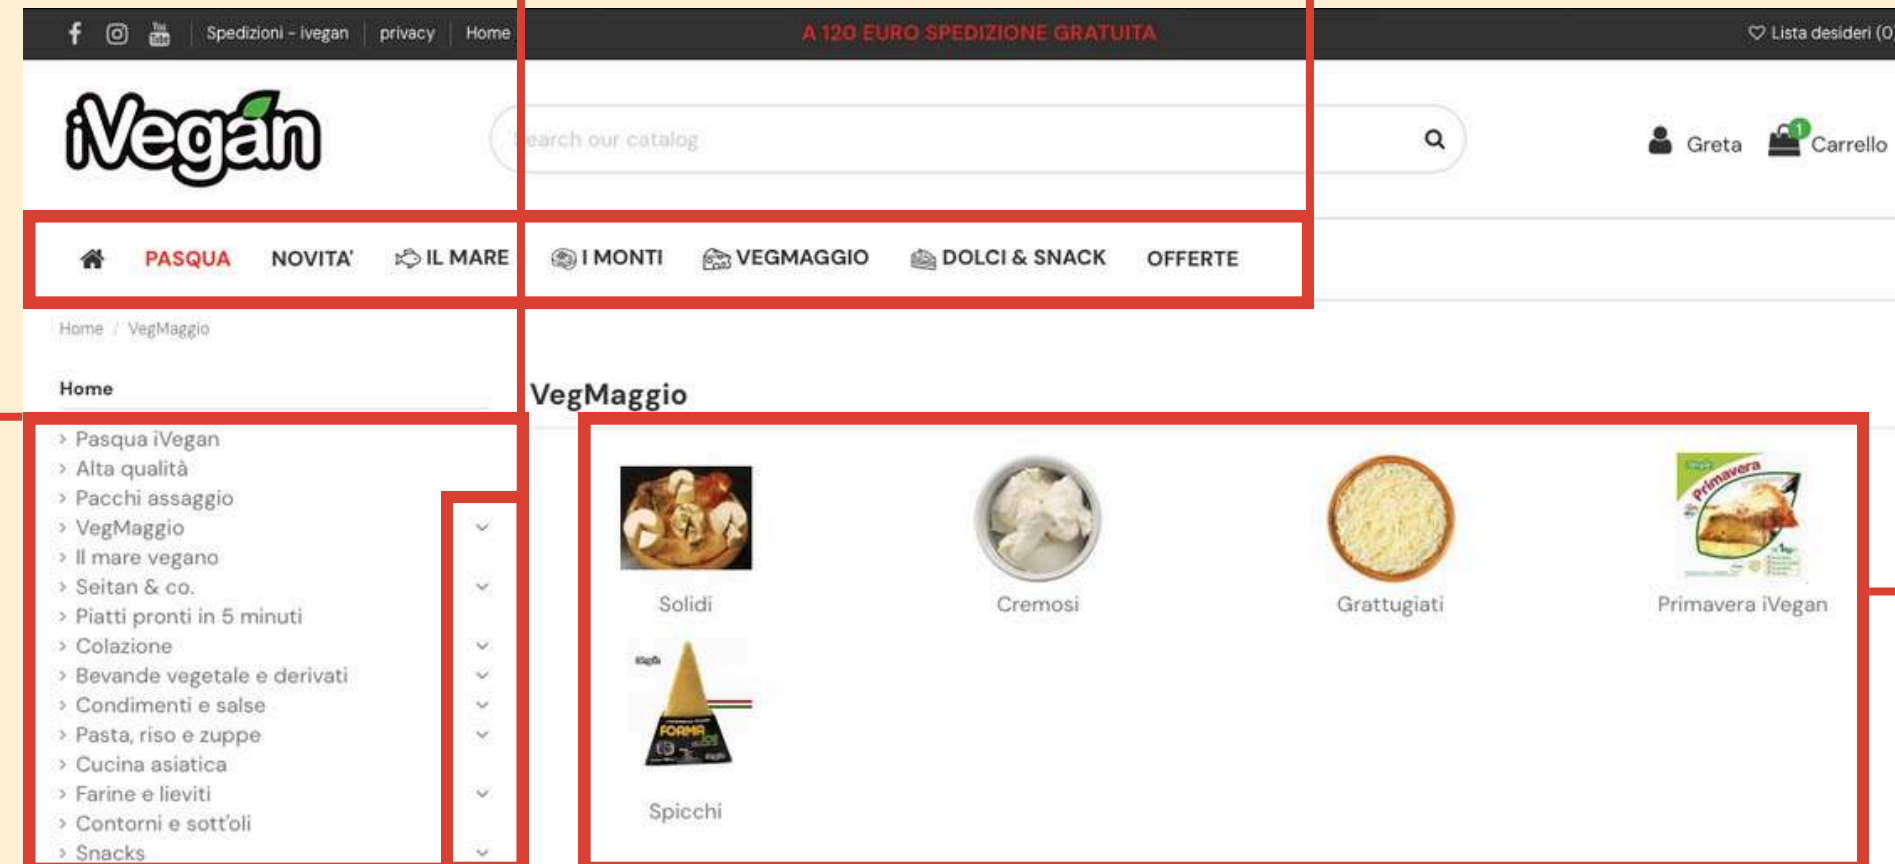 You Tube Spedizioni - ivegan privacy Home A 120 EURO SPEDIZIONE GRATUITA Lista desideri (0
iVegan Search our catalog Greta 1 Carrello
PASQUA NOVITA' IL MARE I MONTI VEGMAGGIO DOLCI & SNACK OFFERTE
Home / VegMaggio
Home
VegMaggio
> Pasqua iVegan
> Alta qualità
> Pacchi assaggio
> VegMaggio
> Il mare vegano
> Seitan & co.
> Piatti pronti in 5 minuti
> Colazione
> Bevande vegetale e derivati
> Condimenti e salse
> Pasta, riso e zuppe
> Cucina asiatica
> Farine e lieviti
> Contorni e sott'oli
> Snacks
Primavera
Solidi Cremosi Grattugiati Primavera iVegan
FORMA
Spicchi